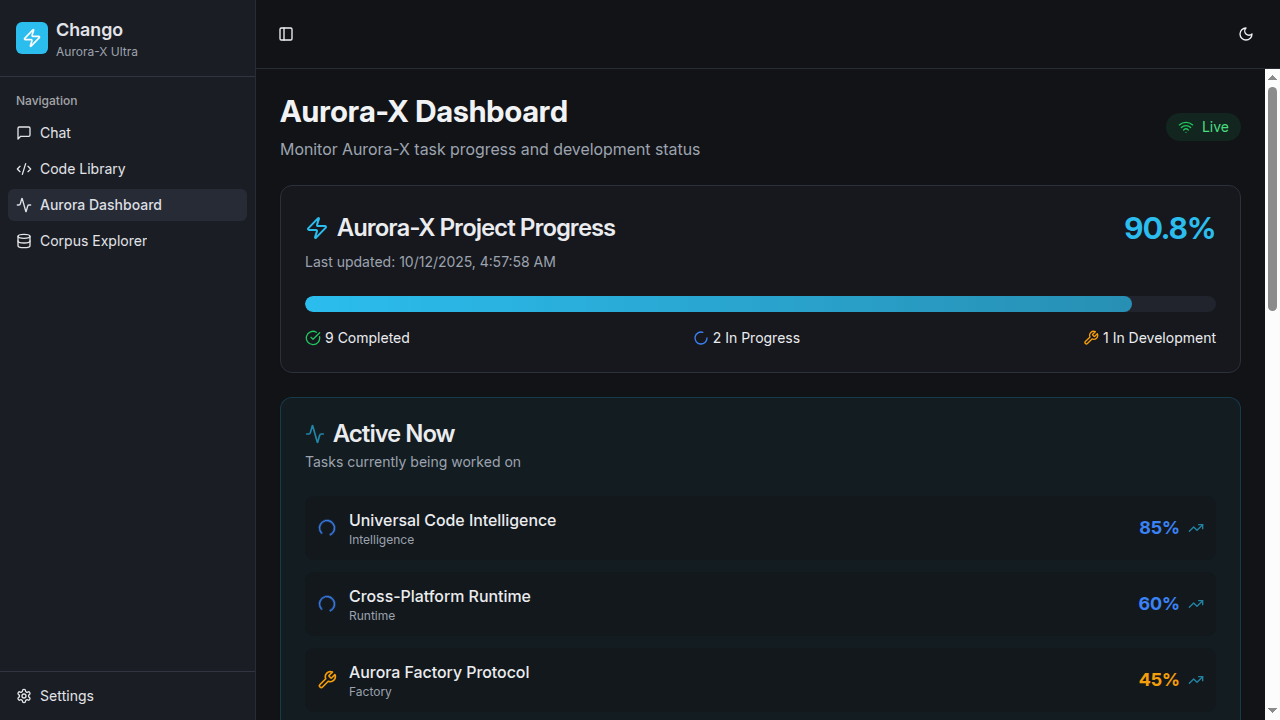 Chango
Aurora-X Ultra
Navigation
Chat
Code Library
Aurora Dashboard
Corpus Explorer
Settings
Aurora-X Dashboard
Monitor Aurora-X task progress and development status
Live
Aurora-X Project Progress
90.8%
Last updated: 10/12/2025, 4:57:58 AM
9 Completed
2 In Progress
1 In Development
Active Now
Tasks currently being worked on
Universal Code Intelligence
Intelligence
85%
Cross-Platform Runtime
Runtime
60%
Aurora Factory Protocol
Factory
45%